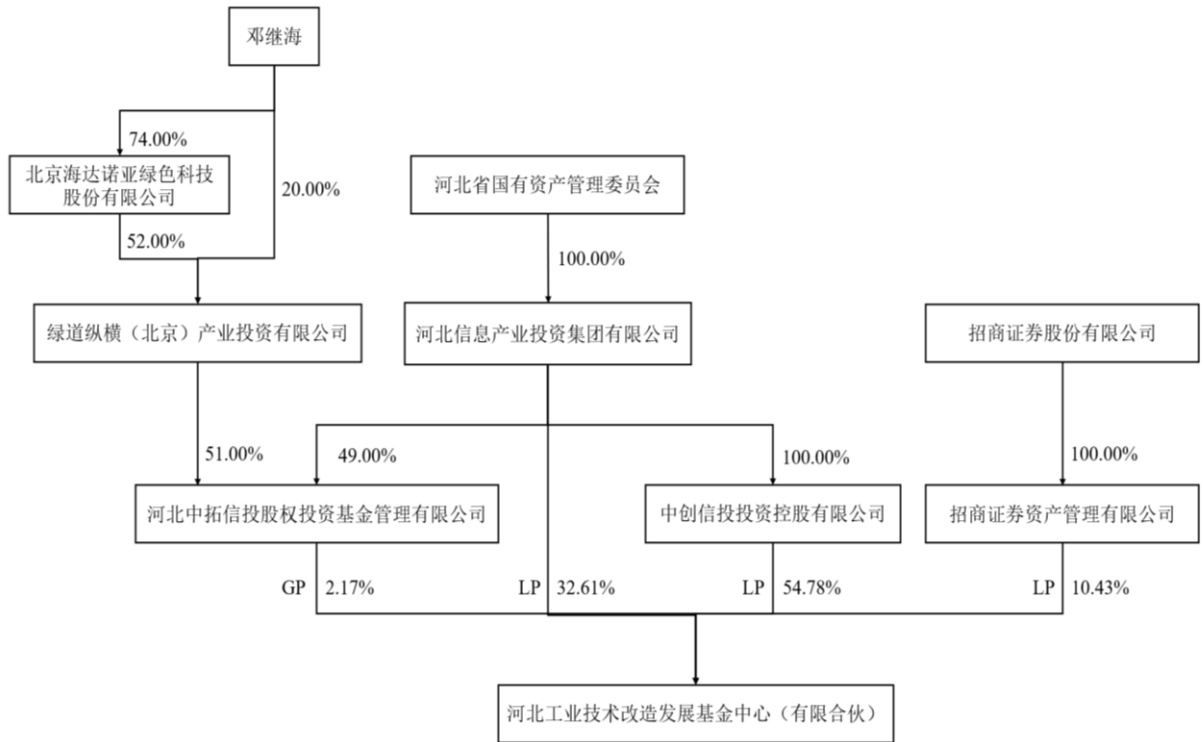 邓继海
74.00%
北京海达诺亚绿色科技
股份有限公司
20.00%
河北省国有资产管理委员会
52.00%
100.00%
绿道纵横（北京）产业投资有限公司
河北信息产业投资集团有限公司
招商证券股份有限公司
51.00%
49.00%
100.00%
100.00%
河北中拓信投股权投资基金管理有限公司
中创信投投资控股有限公司
招商证券资产管理有限公司
GP 2.17%
LP 32.61%
LP 54.78%
LP 10.43%
河北工业技术改造发展基金中心（有限合伙）